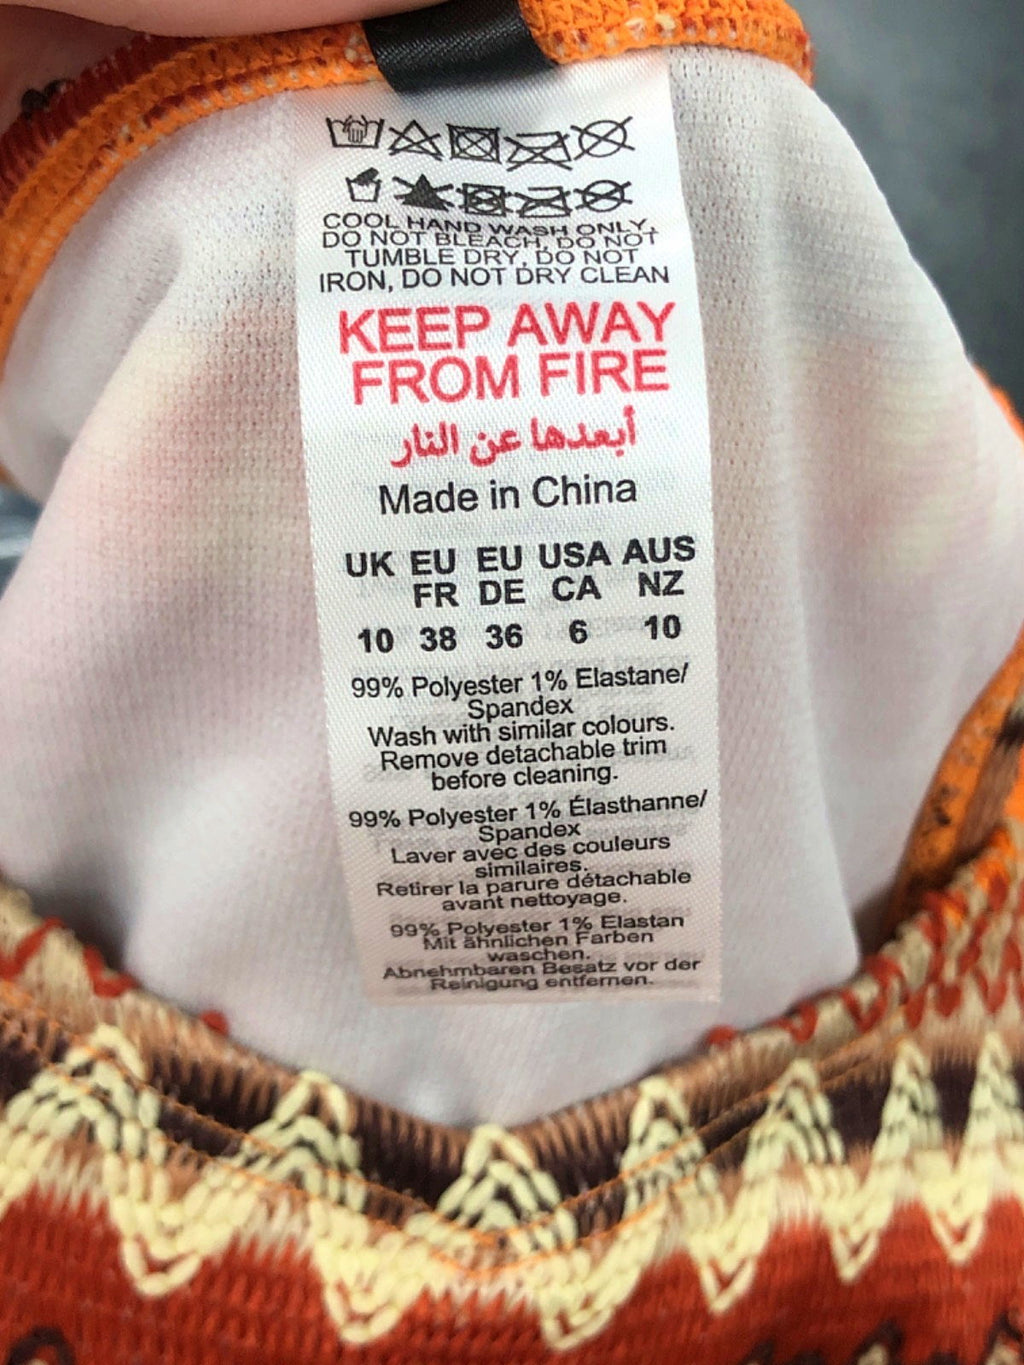 COOL HAND WASH ONLY,
DO NOT BLEACH, DO NOT
TUMBLE DRY, DO NOT
IRON, DO NOT DRY CLEAN
KEEP AWAY
FROM FIRE
أبعدها عن النار
Made in China
UK EU EU USA AUS
FR DE CA NZ
10 38 36 6 10
99% Polyester 1% Elastane/
Spandex
Wash with similar colours.
Remove detachable trim
before cleaning.
99% Polyester 1% Élasthanne/
Spandex
Laver avec des couleurs
similaires.
Retirer la parure détachable
avant nettoyage.
99% Polyester 1% Elastan
Mit ähnlichen Farben
waschen.
Abnehmbaren Besatz vor der
Reinigung entfernen.